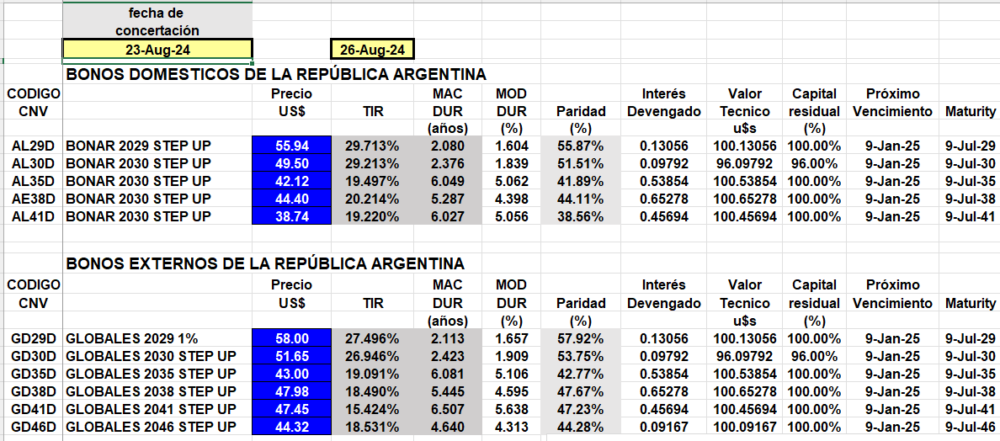 fecha de
concertación
23-Aug-24 26-Aug-24
BONOS DOMESTICOS DE LA REPÚBLICA ARGENTINA
CODIGO Precio MAC MOD Interés Valor Capital Próximo
CNV US$ TIR DUR DUR Paridad Devengado Tecnico residual Vencimiento Maturity
(años) (%) (%) u$s (%)
AL29D BONAR 2029 STEP UP 55.94 29.713% 2.080 1.604 55.87% 0.13056 100.13056 100.00% 9-Jan-25 9-Jul-29
AL30D BONAR 2030 STEP UP 49.50 29.213% 2.376 1.839 51.51% 0.09792 96.09792 96.00% 9-Jan-25 9-Jul-30
AL35D BONAR 2030 STEP UP 42.12 19.497% 6.049 5.062 41.89% 0.53854 100.53854 100.00% 9-Jan-25 9-Jul-35
AE38D BONAR 2030 STEP UP 44.40 20.214% 5.287 4.398 44.11% 0.65278 100.65278 100.00% 9-Jan-25 9-Jul-38
AL41D BONAR 2030 STEP UP 38.74 19.220% 6.027 5.056 38.56% 0.45694 100.45694 100.00% 9-Jan-25 9-Jul-41
BONOS EXTERNOS DE LA REPÚBLICA ARGENTINA
CODIGO Precio MAC MOD Interés Valor Capital Próximo
CNV US$ TIR DUR DUR Paridad Devengado Tecnico residual Vencimiento Maturity
(años) (%) (%) u$s (%)
GD29D GLOBALES 2029 1% 58.00 27.496% 2.113 1.657 57.92% 0.13056 100.13056 100.00% 9-Jan-25 9-Jul-29
GD30D GLOBALES 2030 STEP UP 51.65 26.946% 2.423 1.909 53.75% 0.09792 96.09792 96.00% 9-Jan-25 9-Jul-30
GD35D GLOBALES 2035 STEP UP 43.00 19.091% 6.081 5.106 42.77% 0.53854 100.53854 100.00% 9-Jan-25 9-Jul-35
GD38D GLOBALES 2038 STEP UP 47.98 18.490% 5.445 4.595 47.67% 0.65278 100.65278 100.00% 9-Jan-25 9-Jul-38
GD41D GLOBALES 2041 STEP UP 47.45 15.424% 6.507 5.638 47.23% 0.45694 100.45694 100.00% 9-Jan-25 9-Jul-41
GD46D GLOBALES 2046 STEP UP 44.32 18.531% 4.640 4.313 44.28% 0.09167 100.09167 100.00% 9-Jan-25 9-Jul-46